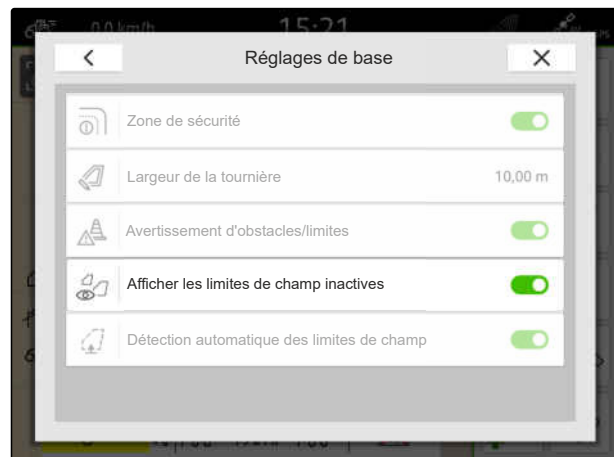 0,0 km/h 15:21
Réglages de base
Zone de sécurité
Largeur de la tournière 10,00 m
Avertissement d'obstacles/limites
Afficher les limites de champ inactives
Détection automatique des limites de champ